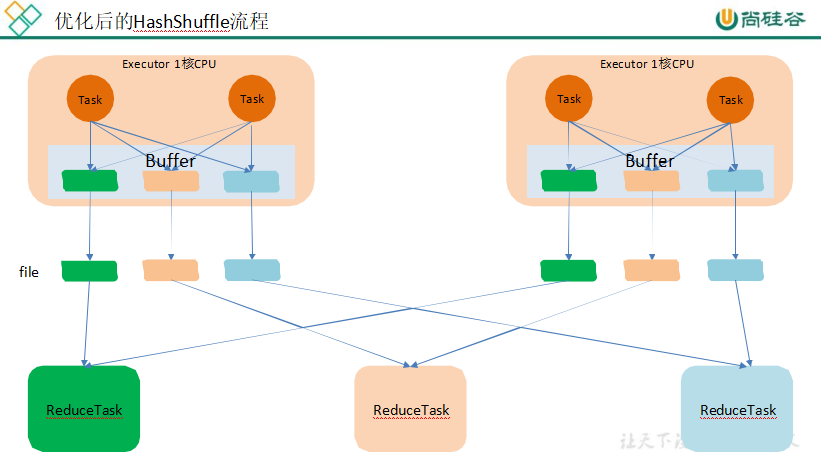 优化后的HashShuffle流程
尚硅谷
Executor 1核CPU
Executor 1核CPU
Task
Task
Task
Task
Buffer
Buffer
file
ReduceTask
ReduceTask
ReduceTask
让天下